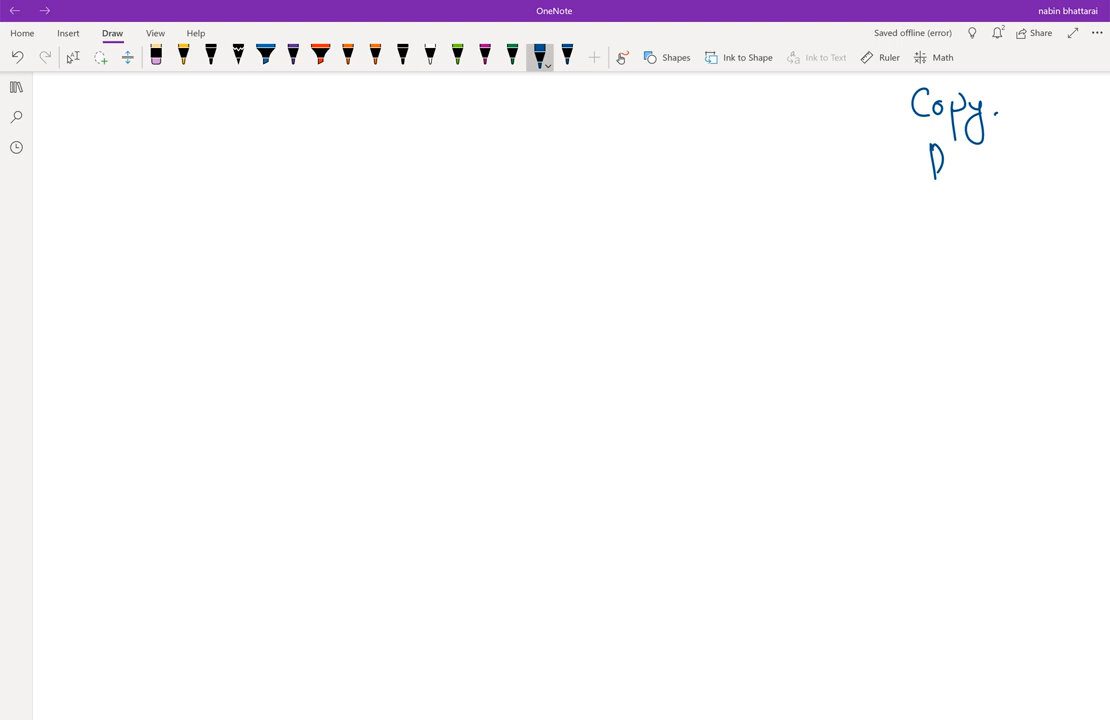 OneNote
nabin bhattarai
Home Insert Draw View Help
Saved offline (error)
2
Share
Shapes
Ink to Shape
Ink to Text
Ruler
Math
Copy.
D